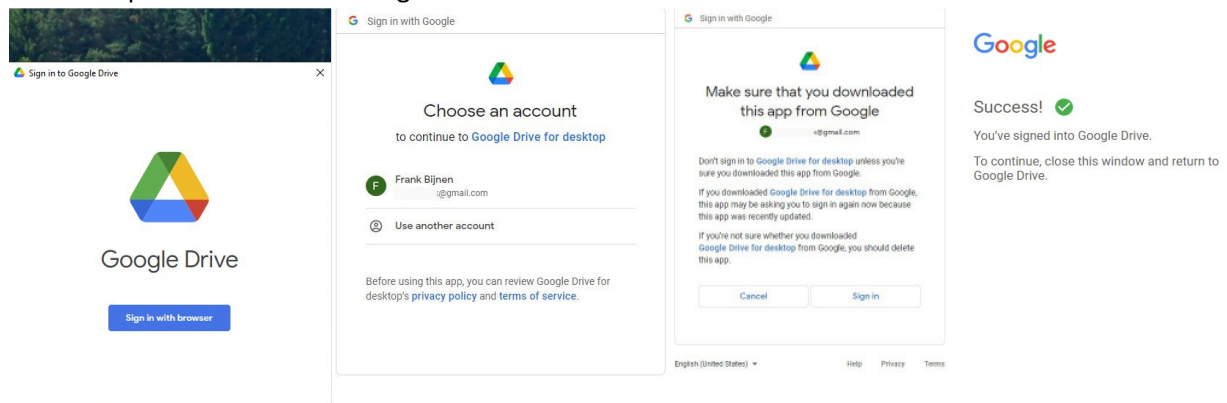 Sign in to Google Drive
Google Drive
Sign in with browser
Sign in with Google
Choose an account
to continue to Google Drive for desktop
F
Frank Bijnen
:@gmail.com
Use another account
Before using this app, you can review Google Drive for
desktop's privacy policy and terms of service.
Sign in with Google
Make sure that you downloaded
this app from Google
F
@gmail.com
Don't sign in to Google Drive for desktop unless you're
sure you downloaded this app from Google.
If you downloaded Google Drive for desktop from Google,
this app may be asking you to sign in again now because
this app was recently updated.
If you're not sure whether you downloaded
Google Drive for desktop from Google, you should delete
this app.
Cancel
Sign in
English (United States)
Help
Privacy
Terms
Google
Success!
You've signed into Google Drive.
To continue, close this window and return to
Google Drive.